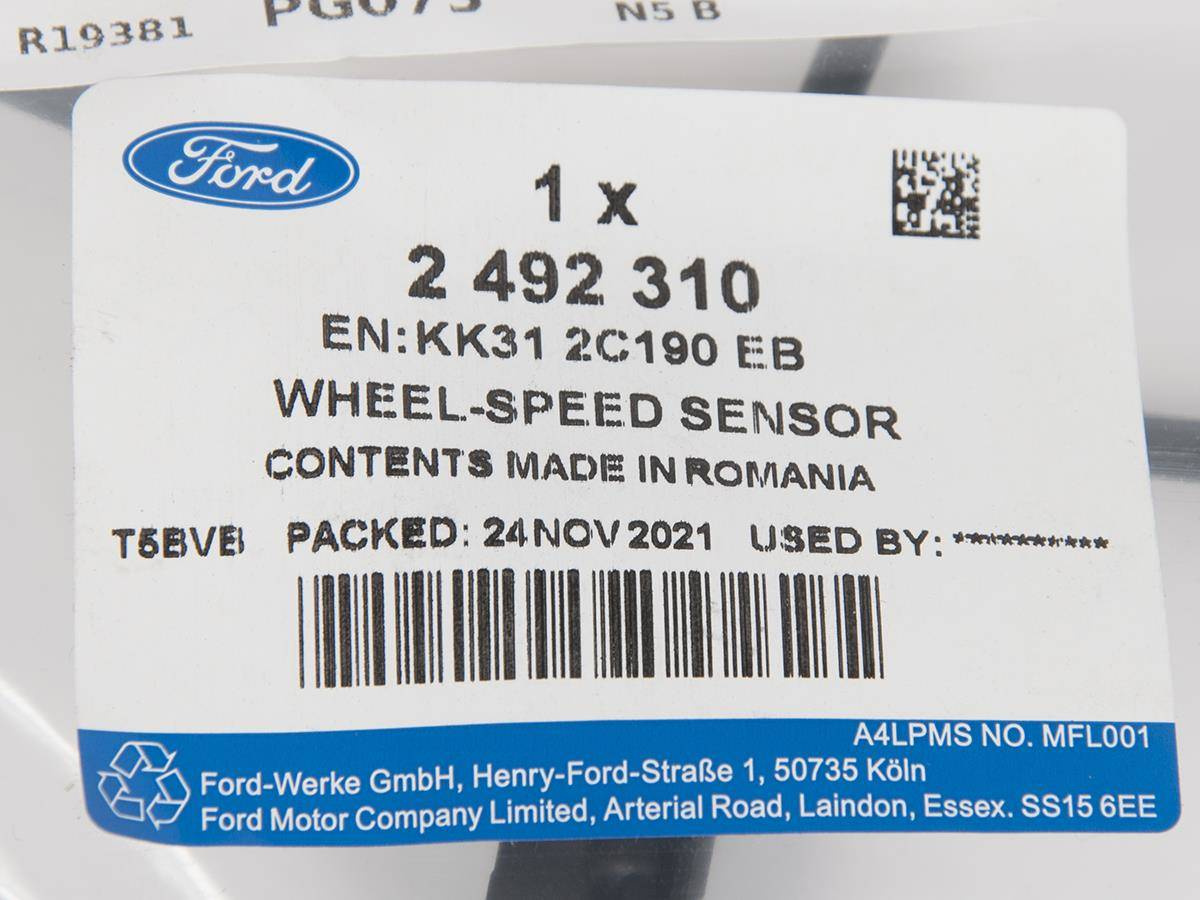 R19381 PG073 N5 B
Ford
1 x
2 492 310
EN: KK31 2C190 EB
WHEEL-SPEED SENSOR
CONTENTS MADE IN ROMANIA
T5BVB PACKED: 24 NOV 2021 USED BY: **********
A4LPMS NO. MFL001
Ford-Werke GmbH, Henry-Ford-Straße 1, 50735 Köln
Ford Motor Company Limited, Arterial Road, Laindon, Essex. SS15 6EE